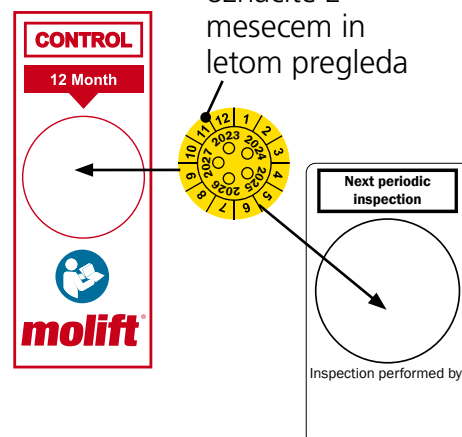 mesecem in
letom pregleda
CONTROL
12 Month
12 1 2 3 4 5 6 7 8 9 10 11
2023 2024 2025 2026 2027
molift
Next periodic
inspection
Inspection performed by